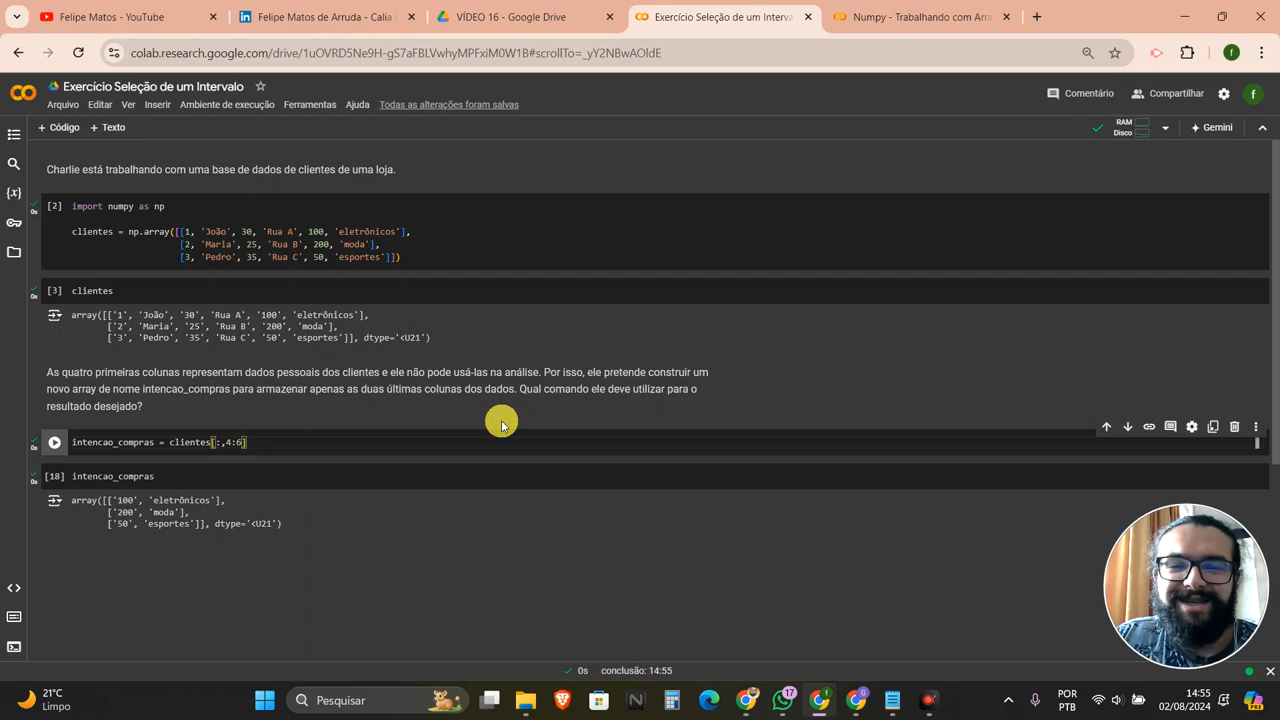 Felipe Matos - YouTube
Felipe Matos de Arruda - Calia I
VÍDEO 16 - Google Drive
Exercício Seleção de um Interva
Numpy - Trabalhando com Arra
colab.research.google.com/drive/1uOVRD5Ne9H-gS7aFBLVwhyMPFxiM0W1B#scrollTo=_yY2NBwAOldE
f
CO
Exercício Seleção de um Intervalo
Comentário
Compartilhar
f
Arquivo Editar Ver Inserir Ambiente de execução Ferramentas Ajuda Todas as alterações foram salvas
+ Código + Texto
RAM
Disco
Gemini
Charlie está trabalhando com uma base de dados de clientes de uma loja.
[2] import numpy as np
0s
clientes = np.array([[1, 'João', 30, 'Rua A', 100, 'eletrônicos'],
[2, 'Maria', 25, 'Rua B', 200, 'moda'],
[3, 'Pedro', 35, 'Rua C', 50, 'esportes']])
[3] clientes
0s
array([['1', 'João', '30', 'Rua A', '100', 'eletrônicos'],
['2', 'Maria', '25', 'Rua B', '200', 'moda'],
['3', 'Pedro', '35', 'Rua C', '50', 'esportes']], dtype='<U21')
As quatro primeiras colunas representam dados pessoais dos clientes e ele não pode usá-las na análise. Por isso, ele pretende construir um
novo array de nome intencao_compras para armazenar apenas as duas últimas colunas dos dados. Qual comando ele deve utilizar para o
resultado desejado?
intencao_compras = clientes[:,4:6]
0s
[18] intencao_compras
0s
array([['100', 'eletrônicos'],
['200', 'moda'],
['50', 'esportes']], dtype='<U21')
0s conclusão: 14:55
21°C
Limpo
Pesquisar
17
POR
PTB
14:55
02/08/2024